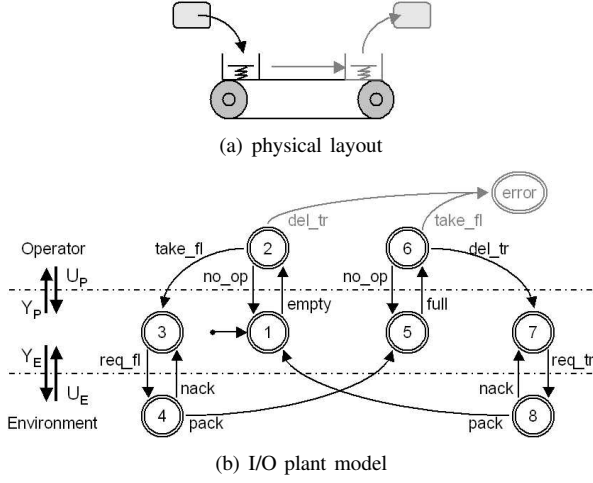 (a) physical layout
error
del_tr
take_fl
Operator
take_fl
2
6
del_tr
U_P
no_op
no_op
Y_P
empty
full
3
1
5
7
Y_E
req_fl
req_tr
U_E
nack
nack
Environment
4
pack
pack
8
(b) I/O plant model